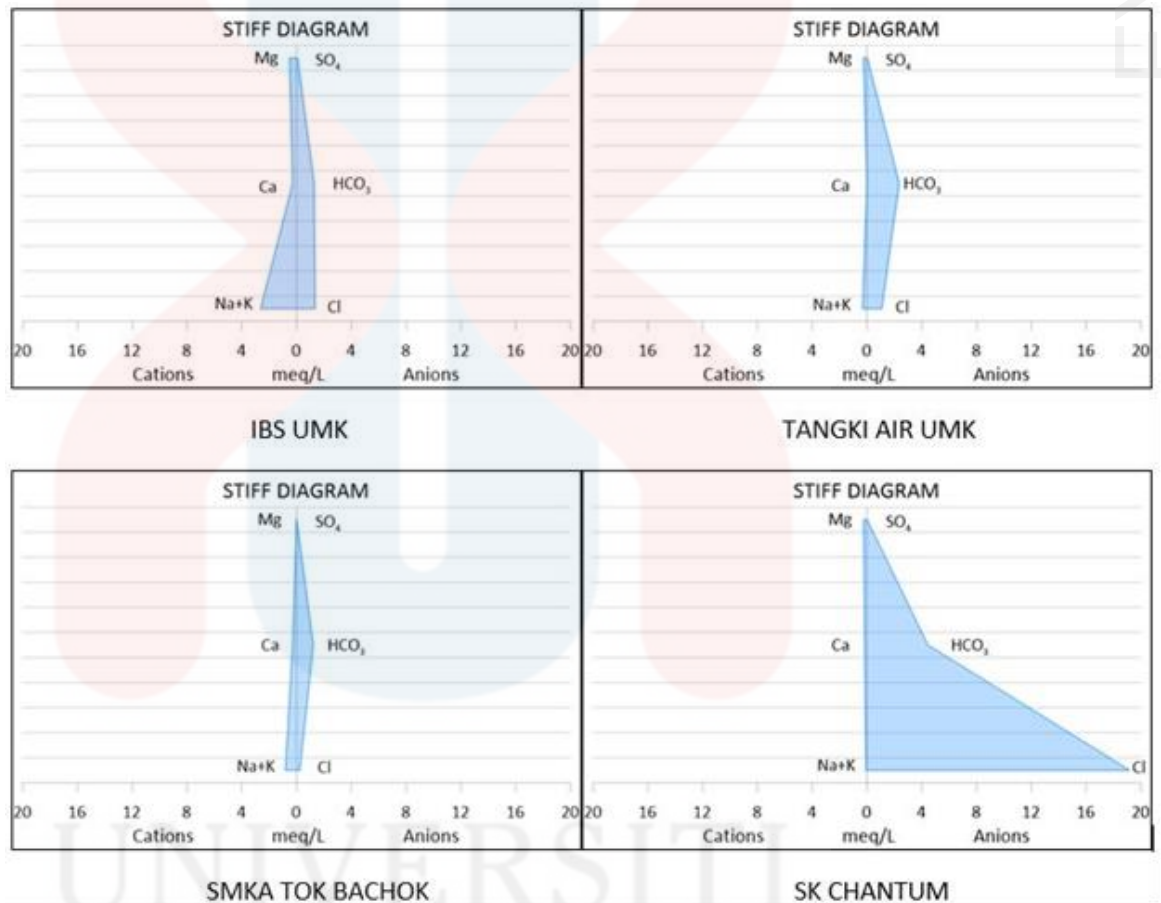 STIFF DIAGRAM
Mg SO₄
Ca HCO₃
Na+K Cl
20 16 12 8 4 0 4 8 12 16 20
Cations meq/L Anions
IBS UMK
STIFF DIAGRAM
Mg SO₄
Ca HCO₃
Na+K Cl
20 16 12 8 4 0 4 8 12 16 20
Cations meq/L Anions
TANGKI AIR UMK
STIFF DIAGRAM
Mg SO₄
Ca HCO₃
Na+K Cl
20 16 12 8 4 0 4 8 12 16 20
Cations meq/L Anions
SMKA TOK BACHOK
STIFF DIAGRAM
Mg SO₄
Ca HCO₃
Na+K Cl
20 16 12 8 4 0 4 8 12 16 20
Cations meq/L Anions
SK CHANTUM
UNIVERSITI